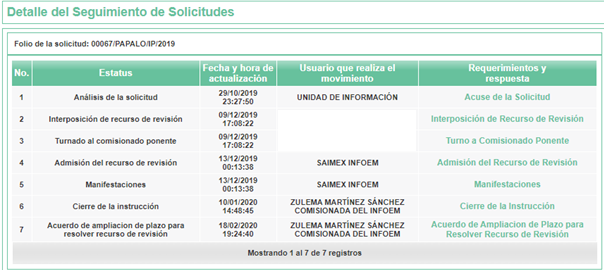 Detalle del Seguimiento de Solicitudes
Folio de la solicitud: 00067/PAPALO/IP/2019
No. Estatus Fecha y hora de actualización Usuario que realiza el movimiento Requerimientos y respuesta
1 Análisis de la solicitud 29/10/2019 23:27:50 UNIDAD DE INFORMACIÓN Acuse de la Solicitud
2 Interposición de recurso de revisión 09/12/2019 17:08:22 Interposición de Recurso de Revisión
3 Turnado al comisionado ponente 09/12/2019 17:08:22 Turno a Comisionado Ponente
4 Admisión del recurso de revisión 13/12/2019 00:13:38 SAIMEX INFOEM Admisión del Recurso de Revisión
5 Manifestaciones 13/12/2019 00:13:38 SAIMEX INFOEM Manifestaciones
6 Cierre de la instrucción 10/01/2020 14:48:45 ZULEMA MARTÍNEZ SÁNCHEZ COMISIONADA DEL INFOEM Cierre de la instrucción
7 Acuerdo de ampliacion de plazo para resolver recurso de revisión 18/02/2020 19:24:40 ZULEMA MARTÍNEZ SÁNCHEZ COMISIONADA DEL INFOEM Acuerdo de Ampliacion de Plazo para Resolver Recurso de Revisión
Mostrando 1 al 7 de 7 registros